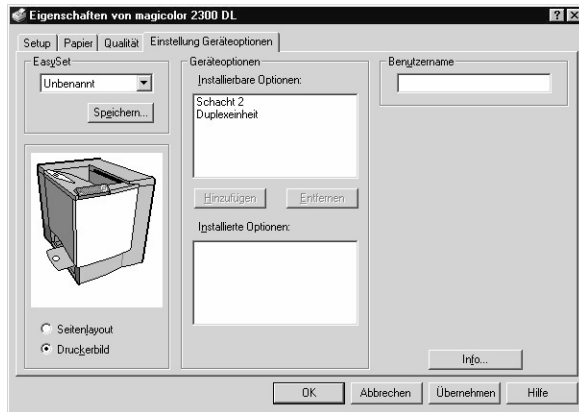 Eigenschaften von magicolor 2300 DL
Setup Papier Qualität Einstellung Geräteoptionen
EasySet
Unbenannt
Speichern...
Seitenlayout
Druckerbild
Geräteoptionen
Installierbare Optionen:
Schacht 2
Duplexeinheit
Hinzufügen Entfernen
Installierte Optionen:
Benutzername
Info...
OK Abbrechen Übernehmen Hilfe